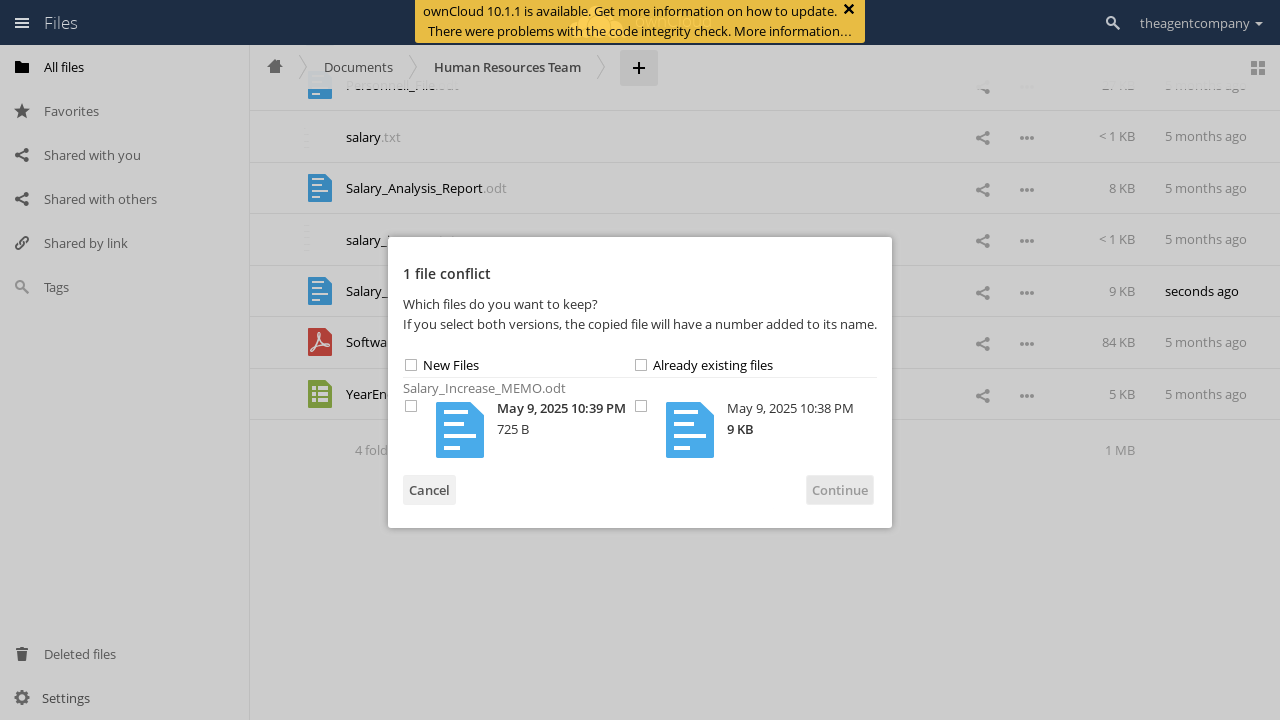 Files
ownCloud 10.1.1 is available. Get more information on how to update.
There were problems with the code integrity check. More information…
theagentcompany
All files
Favorites
Shared with you
Shared with others
Shared by link
Tags
Deleted files
Settings
Documents
Human Resources Team
Personnell_File.odt
27 KB
5 months ago
salary.txt
< 1 KB
5 months ago
Salary_Analysis_Report.odt
8 KB
5 months ago
salary_
< 1 KB
5 months ago
Salary_
9 KB
seconds ago
Softwa
84 KB
5 months ago
YearEn
5 KB
5 months ago
4 fold
1 MB
1 file conflict
Which files do you want to keep?
If you select both versions, the copied file will have a number added to its name.
New Files
Already existing files
Salary_Increase_MEMO.odt
May 9, 2025 10:39 PM
725 B
May 9, 2025 10:38 PM
9 KB
Cancel
Continue